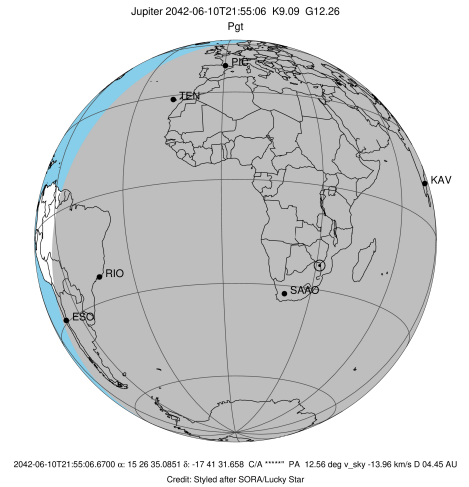 Jupiter 2042-06-10T21:55:06 K9.09 G12.26
Pgt
PIC
TEN
KAV
RIO
SAAO
ESO
2042-06-10T21:55:06.6700 α: 15 26 35.0851 δ: -17 41 31.658 C/A *****" PA 12.56 deg v_sky -13.96 km/s D 04.45 AU
Credit: Styled after SORA/Lucky Star